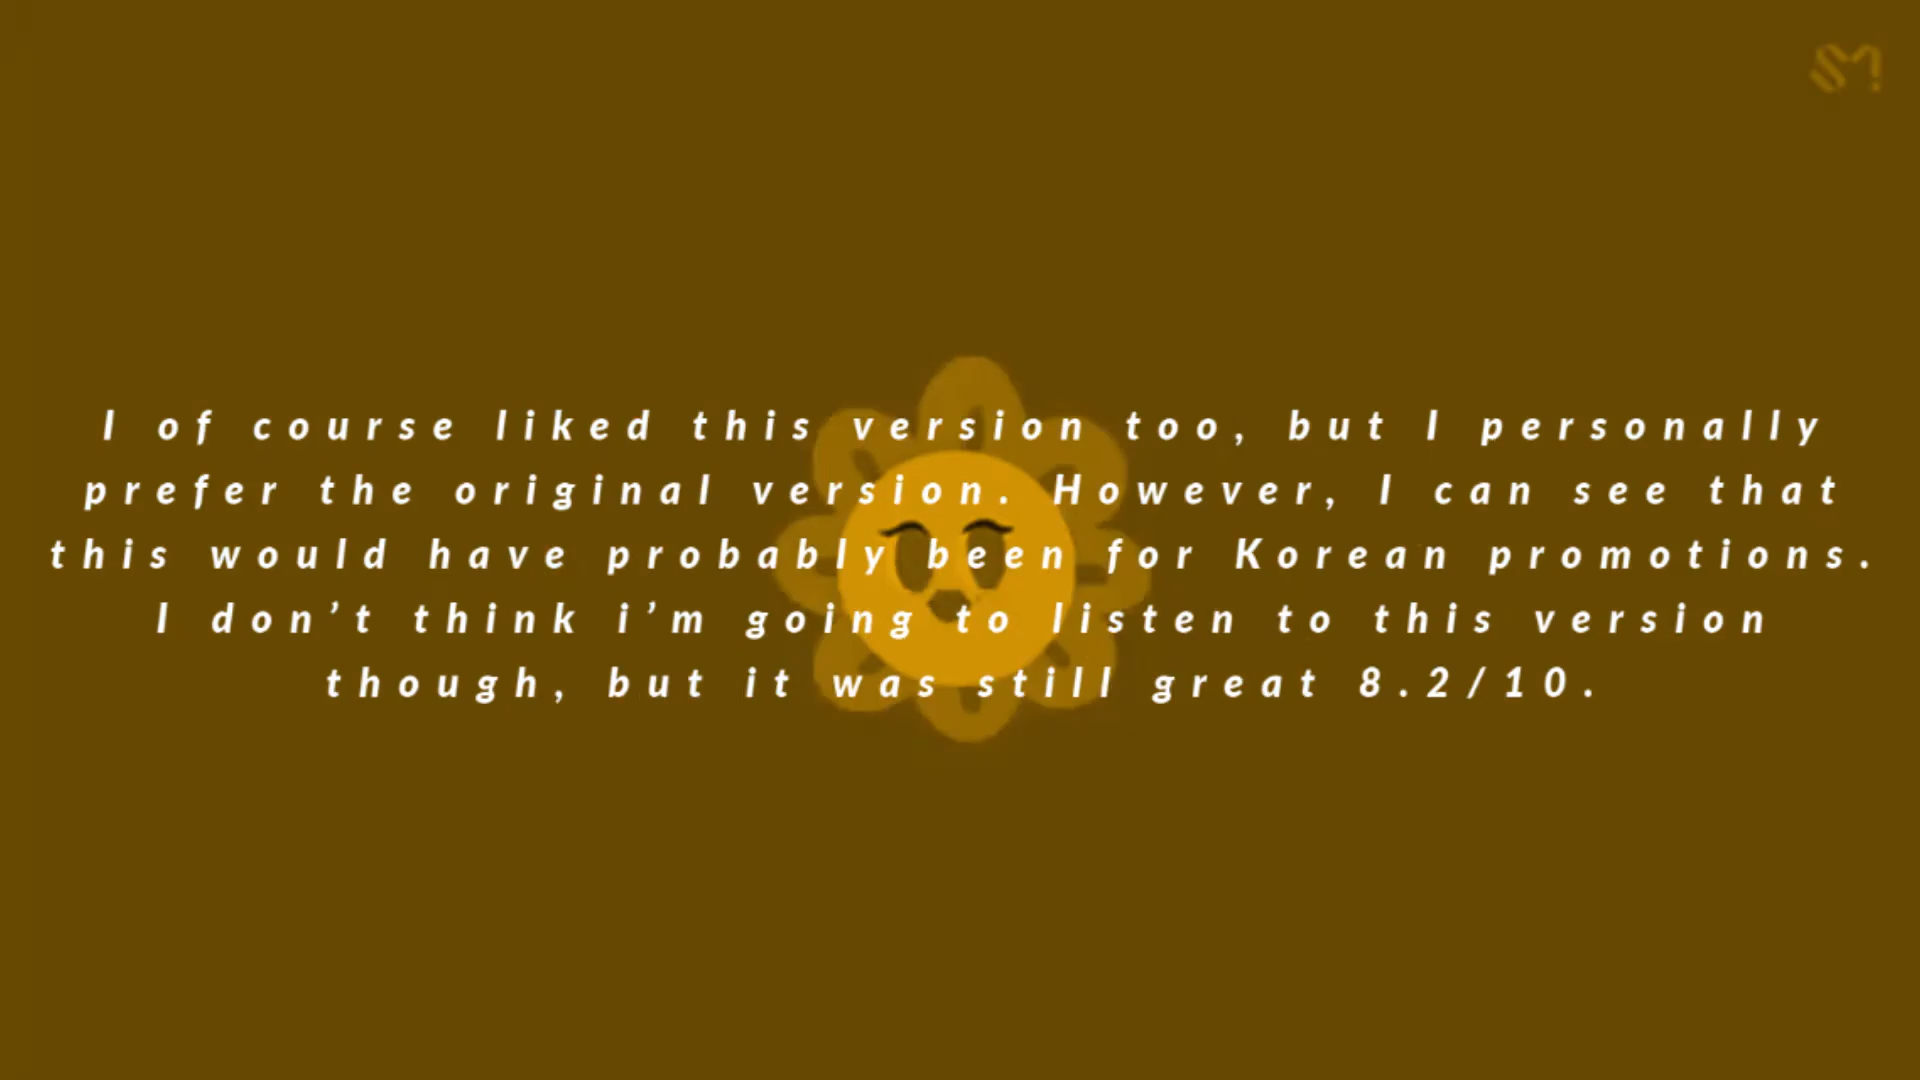 SM
I of course liked this version too, but I personally
prefer the original version. However, I can see that
this would have probably been for Korean promotions.
I don’t think i’m going to listen to this version
though, but it was still great 8.2/10.